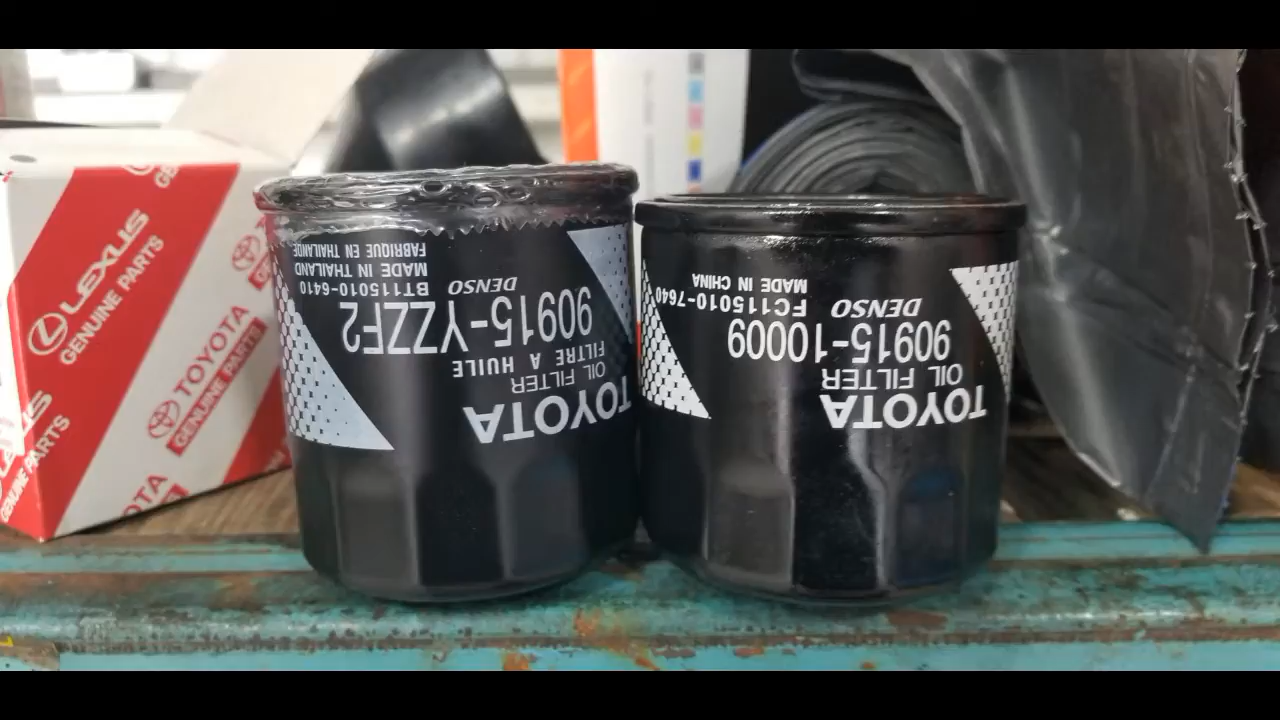 LEXUS
GENUINE PARTS
TOYOTA
GENUINE PARTS
GENUINE PARTS
TOYOTA
OIL FILTER
FILTRE A HUILE
90915-YZZF2
DENSO
BT115010-6410
MADE IN THAILAND
FABRIQUE EN THAILANDE
TOYOTA
OIL FILTER
90915-10009
DENSO
FC115010-7640
MADE IN CHINA